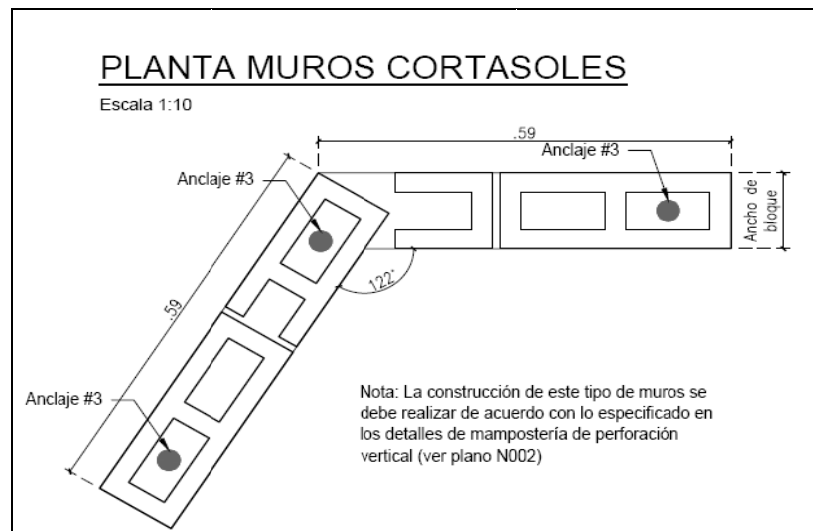 PLANTA MUROS CORTASOLES
Escala 1:10
.59
Anclaje #3
Anclaje #3
Ancho de
bloque
122°
.59
Anclaje #3
Nota: La construcción de este tipo de muros se
debe realizar de acuerdo con lo especificado en
los detalles de mampostería de perforación
vertical (ver plano N002)